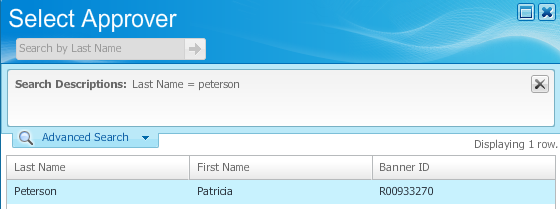 Select Approver
Search by Last Name
Search Descriptions: Last Name = peterson
Advanced Search
Displaying 1 row.
Last Name First Name Banner ID
Peterson Patricia R00933270